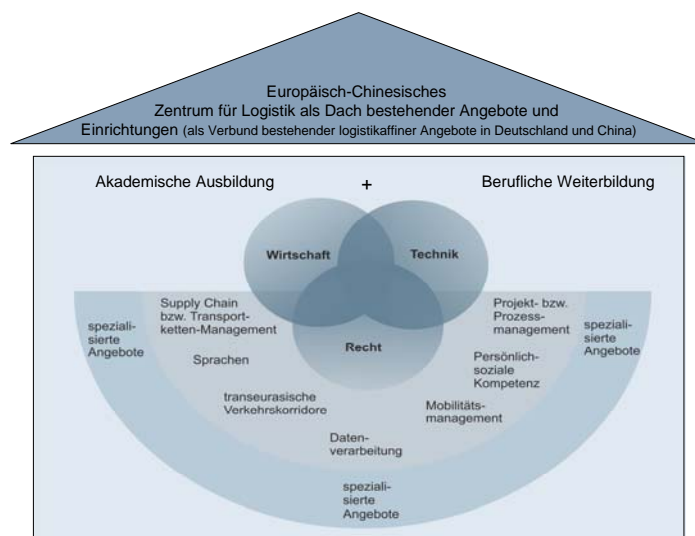 Europäisch-Chinesisches
Zentrum für Logistik als Dach bestehender Angebote und
Einrichtungen (als Verbund bestehender logistikaffiner Angebote in Deutschland und China)
Akademische Ausbildung + Berufliche Weiterbildung
Wirtschaft
Technik
Recht
speziali-
sierte
Angebote
Supply Chain
bzw. Transport-
ketten-Management
Sprachen
transeurasische
Verkehrskorridore
Daten-
verarbeitung
Mobilitäts-
management
Persönlich-
soziale
Kompetenz
Projekt- bzw.
Prozess-
management
speziali-
sierte
Angebote
speziali-
sierte
Angebote